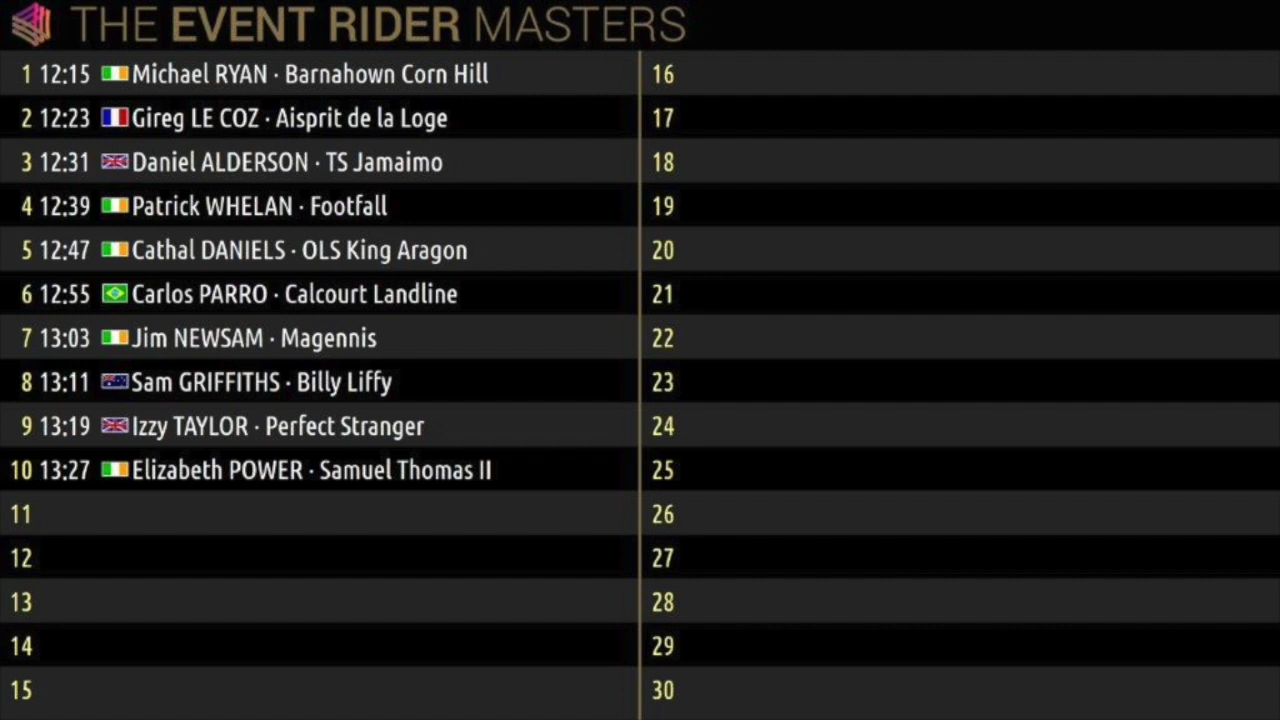 THE EVENT RIDER MASTERS
1 12:15 Michael RYAN · Barnahown Corn Hill
2 12:23 Gireg LE COZ · Aisprit de la Loge
3 12:31 Daniel ALDERSON · TS Jamaimo
4 12:39 Patrick WHELAN · Footfall
5 12:47 Cathal DANIELS · OLS King Aragon
6 12:55 Carlos PARRO · Calcourt Landline
7 13:03 Jim NEWSAM · Magennis
8 13:11 Sam GRIFFITHS · Billy Liffy
9 13:19 Izzy TAYLOR · Perfect Stranger
10 13:27 Elizabeth POWER · Samuel Thomas II
11
12
13
14
15
16
17
18
19
20
21
22
23
24
25
26
27
28
29
30